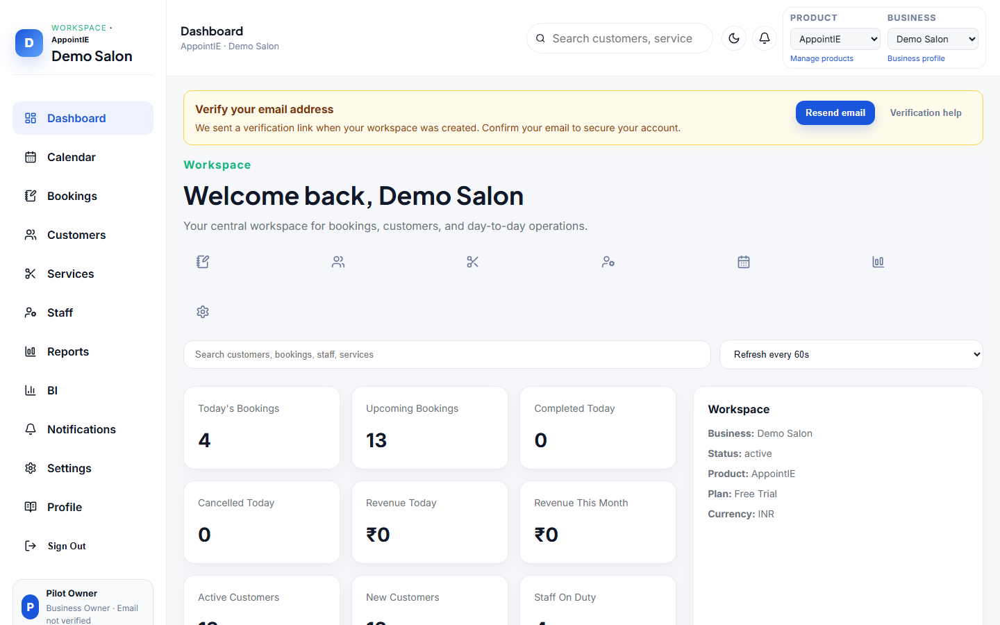 D
WORKSPACE ·
AppointIE
Demo Salon
Dashboard
Calendar
Bookings
Customers
Services
Staff
Reports
BI
Notifications
Settings
Profile
Sign Out
P
Pilot Owner
Business Owner · Email
not verified
Dashboard
AppointIE · Demo Salon
Search customers, service
PRODUCT
AppointIE
Manage products
BUSINESS
Demo Salon
Business profile
Verify your email address
We sent a verification link when your workspace was created. Confirm your email to secure your account.
Resend email
Verification help
Workspace
Welcome back, Demo Salon
Your central workspace for bookings, customers, and day-to-day operations.
Search customers, bookings, staff, services
Refresh every 60s
Today's Bookings
4
Upcoming Bookings
13
Completed Today
0
Cancelled Today
0
Revenue Today
₹0
Revenue This Month
₹0
Active Customers
New Customers
Staff On Duty
Workspace
Business: Demo Salon
Status: active
Product: AppointIE
Plan: Free Trial
Currency: INR